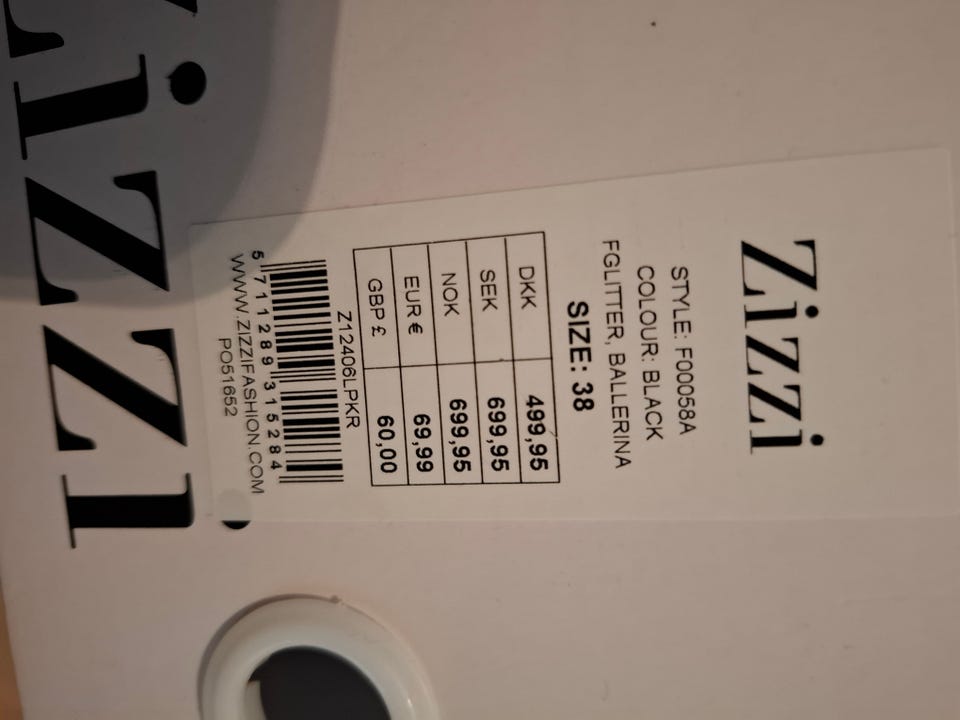 Zizzi
STYLE: F00058A
COLOUR: BLACK
FGLITTER, BALLERINA
SIZE: 38
DKK 499,95
SEK 699,95
NOK 699,95
EUR € 69,99
GBP £ 60,00
Z12406LPKR
5 711289 315284
WWW.ZIZZIFASHION.COM
PO51652
ZiZZi